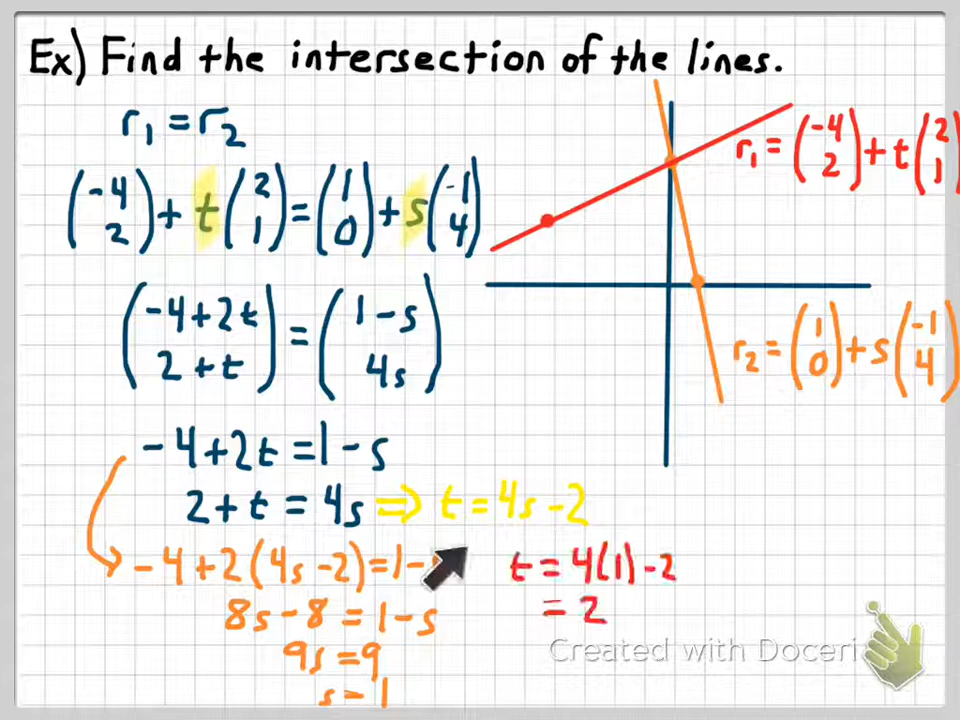 Ex) Find the intersection of the lines.
r₁ = r₂
(-4 2) + t (2 1) = (1 0) + s (-1 4)
(-4+2t 2+t) = (1-s 4s)
-4+2t = 1-s
2+t = 4s ⇒ t = 4s-2
-4+2(4s-2) = 1-
8s-8 = 1-s
9s = 9
s = 1
t = 4(1)-2
= 2
r₁ = (-4 2) + t (2 1)
r₂ = (1 0) + s (-1 4)
Created with Doceri